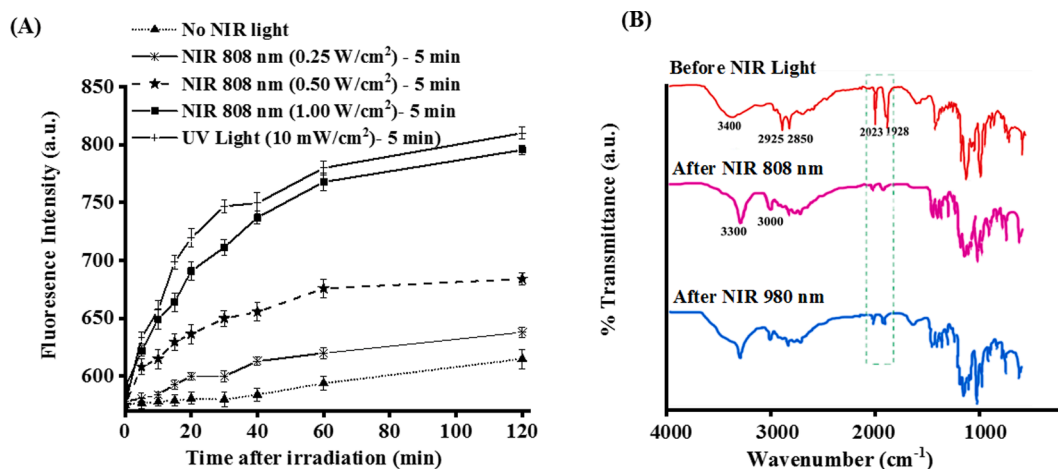 (A)
No NIR light
NIR 808 nm (0.25 W/cm²) - 5 min
NIR 808 nm (0.50 W/cm²) - 5 min
NIR 808 nm (1.00 W/cm²) - 5 min
UV Light (10 mW/cm²)- 5 min
Fluoresence Intensity (a.u.)
850
800
750
700
650
600
0 20 40 60 80 100 120
Time after irradiation (min)
(B)
Before NIR Light
3400
2925 2850
2023 1928
After NIR 808 nm
3300
3000
After NIR 980 nm
% Transmittance (a.u.)
4000 3000 2000 1000
Wavenumber (cm⁻¹)